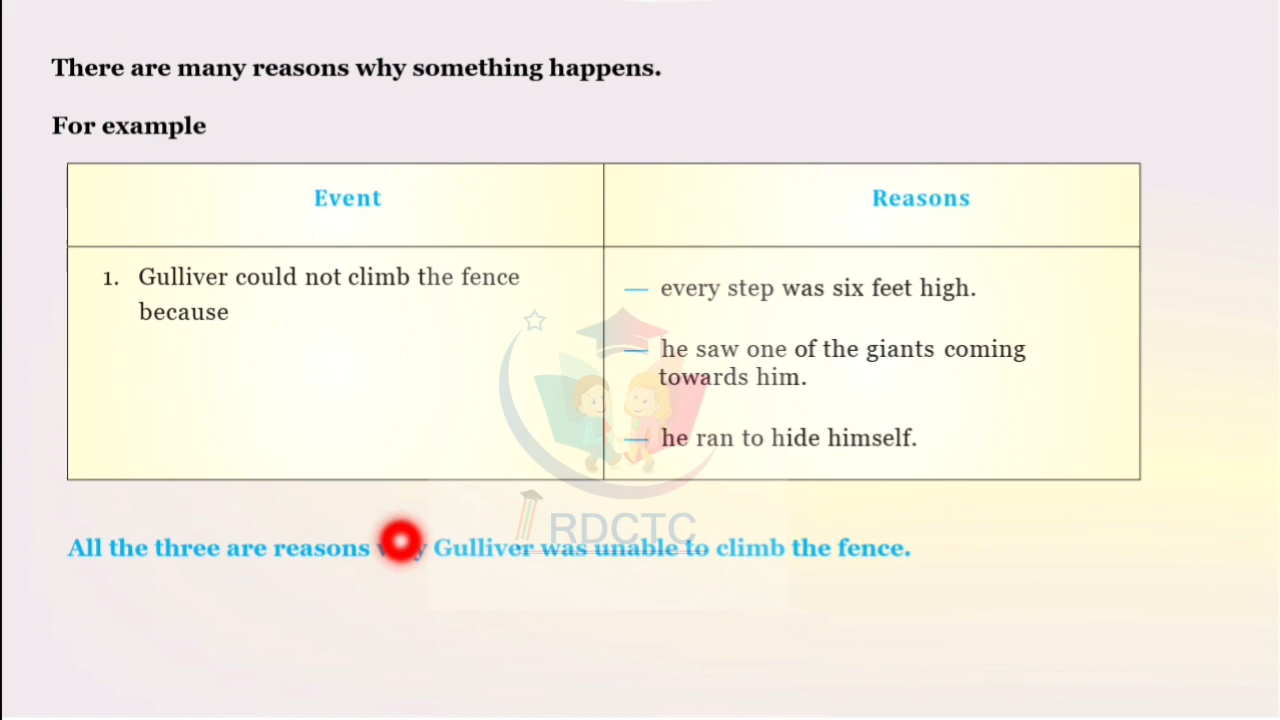 There are many reasons why something happens.
For example
Event
Reasons
1. Gulliver could not climb the fence
because
— every step was six feet high.
— he saw one of the giants coming
towards him.
— he ran to hide himself.
RDCTC
All the three are reasons Gulliver was unable to climb the fence.